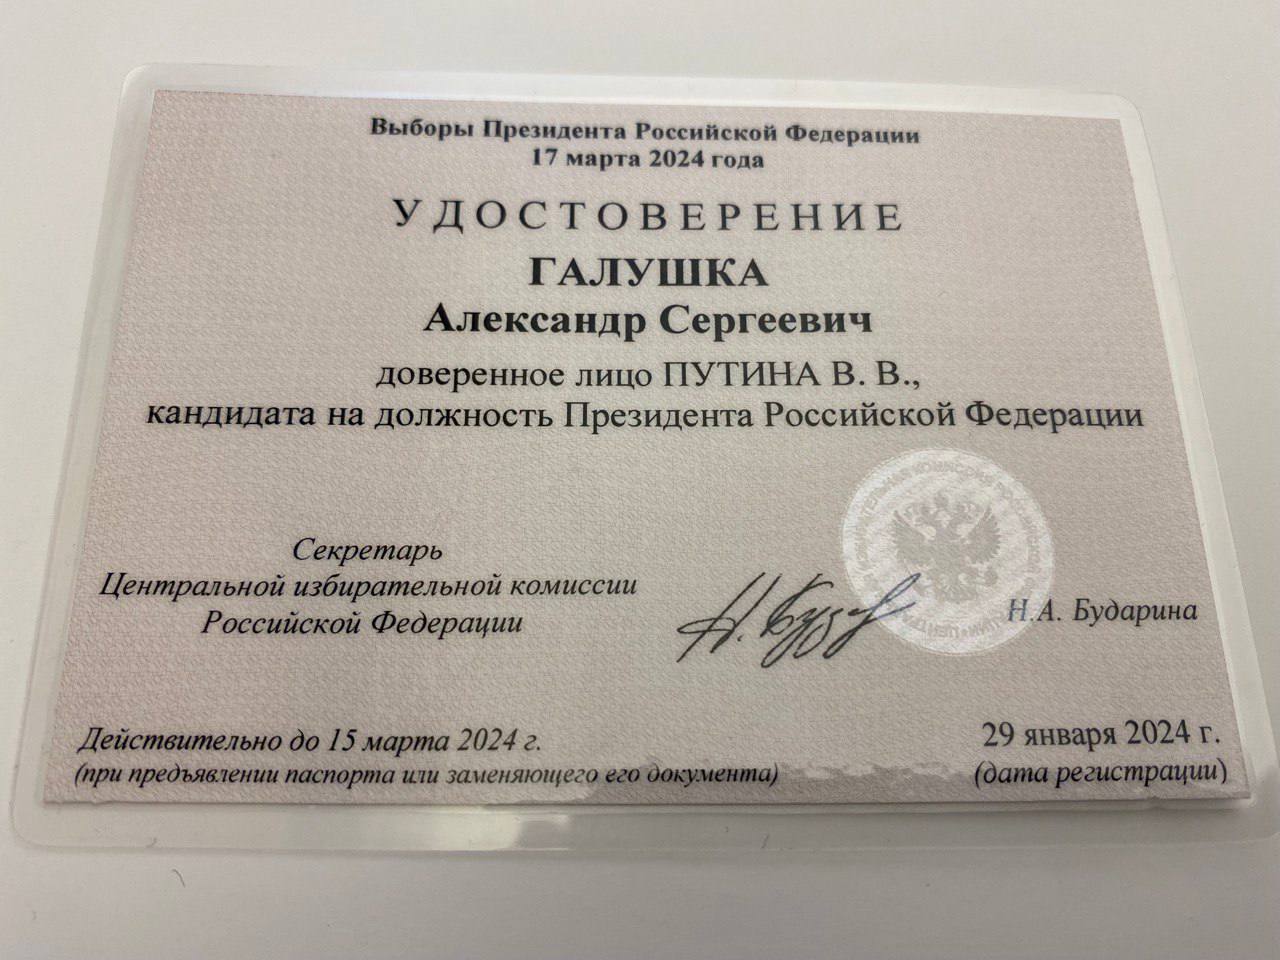 Выборы Президента Российской Федерации
17 марта 2024 года
УДОСТОВЕРЕНИЕ
ГАЛУШКА
Александр Сергеевич
доверенное лицо ПУТИНА В. В.,
кандидата на должность Президента Российской Федерации
Секретарь
Центральной избирательной комиссии
Российской Федерации
Н.А. Бударина
Действительно до 15 марта 2024 г.
(при предъявлении паспорта или заменяющего его документа)
29 января 2024 г.
(дата регистрации)